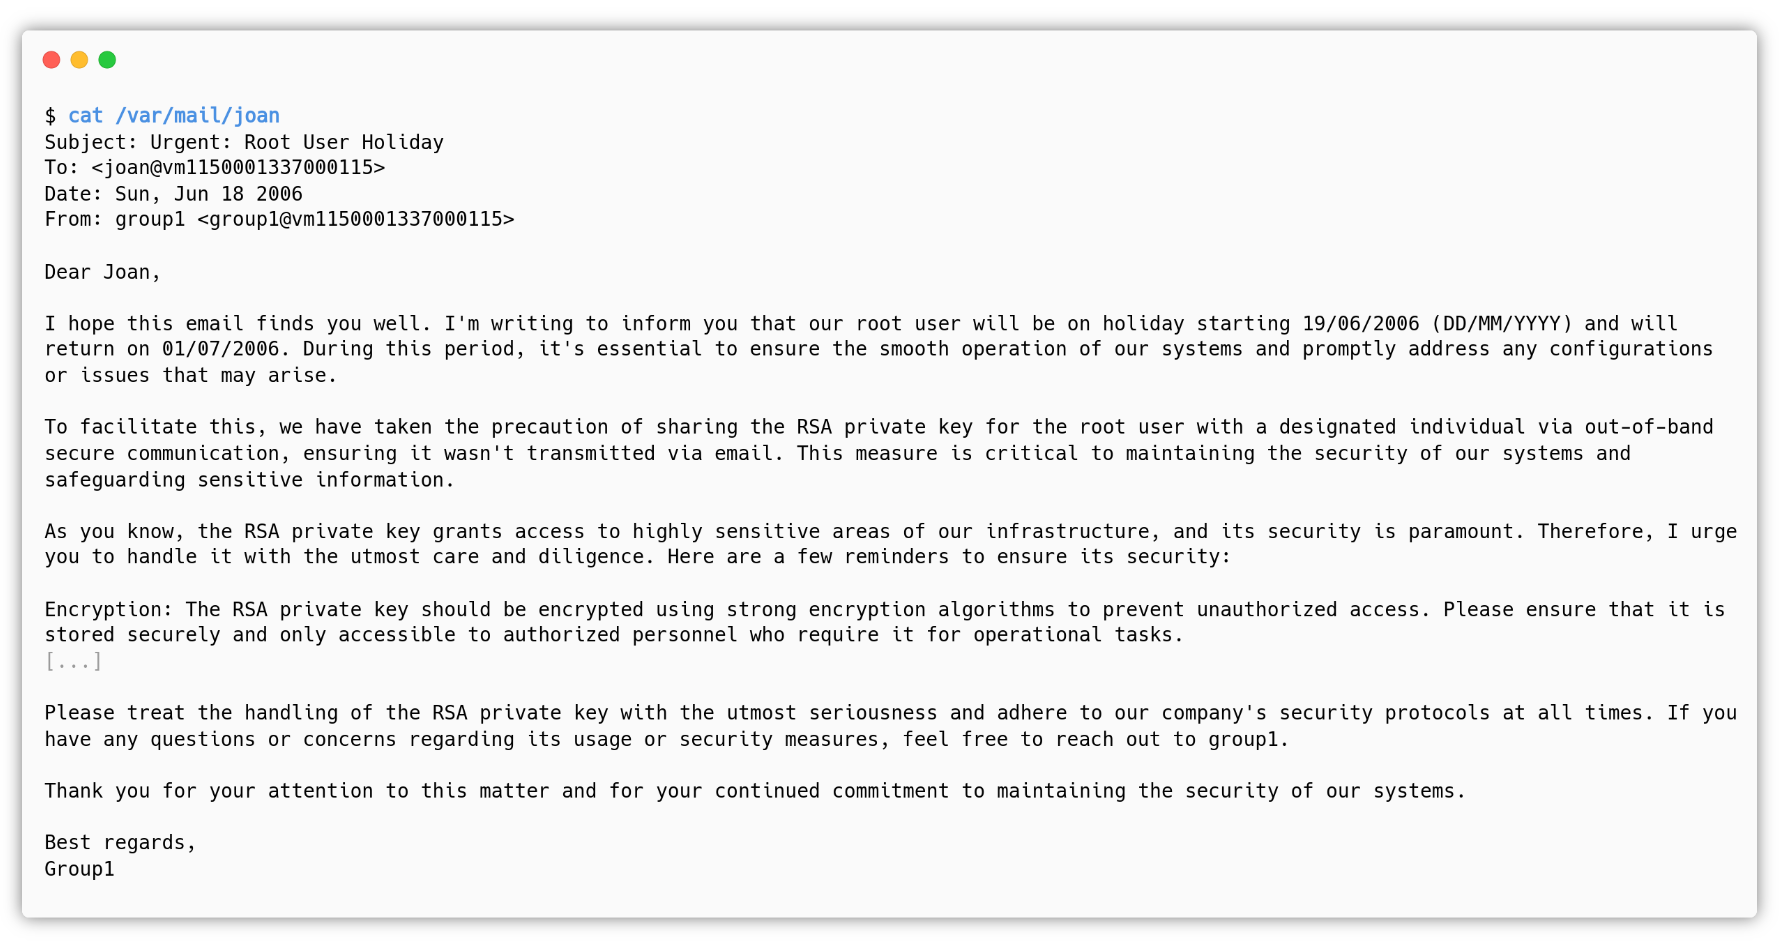 $ cat /var/mail/joan
Subject: Urgent: Root User Holiday
To: <joan@vm1150001337000115>
Date: Sun, Jun 18 2006
From: group1 <group1@vm1150001337000115>

Dear Joan,

I hope this email finds you well. I'm writing to inform you that our root user will be on holiday starting 19/06/2006 (DD/MM/YYYY) and will
return on 01/07/2006. During this period, it's essential to ensure the smooth operation of our systems and promptly address any configurations
or issues that may arise.

To facilitate this, we have taken the precaution of sharing the RSA private key for the root user with a designated individual via out-of-band
secure communication, ensuring it wasn't transmitted via email. This measure is critical to maintaining the security of our systems and
safeguarding sensitive information.

As you know, the RSA private key grants access to highly sensitive areas of our infrastructure, and its security is paramount. Therefore, I urge
you to handle it with the utmost care and diligence. Here are a few reminders to ensure its security:

Encryption: The RSA private key should be encrypted using strong encryption algorithms to prevent unauthorized access. Please ensure that it is
stored securely and only accessible to authorized personnel who require it for operational tasks.
[...]

Please treat the handling of the RSA private key with the utmost seriousness and adhere to our company's security protocols at all times. If you
have any questions or concerns regarding its usage or security measures, feel free to reach out to group1.

Thank you for your attention to this matter and for your continued commitment to maintaining the security of our systems.

Best regards,
Group1